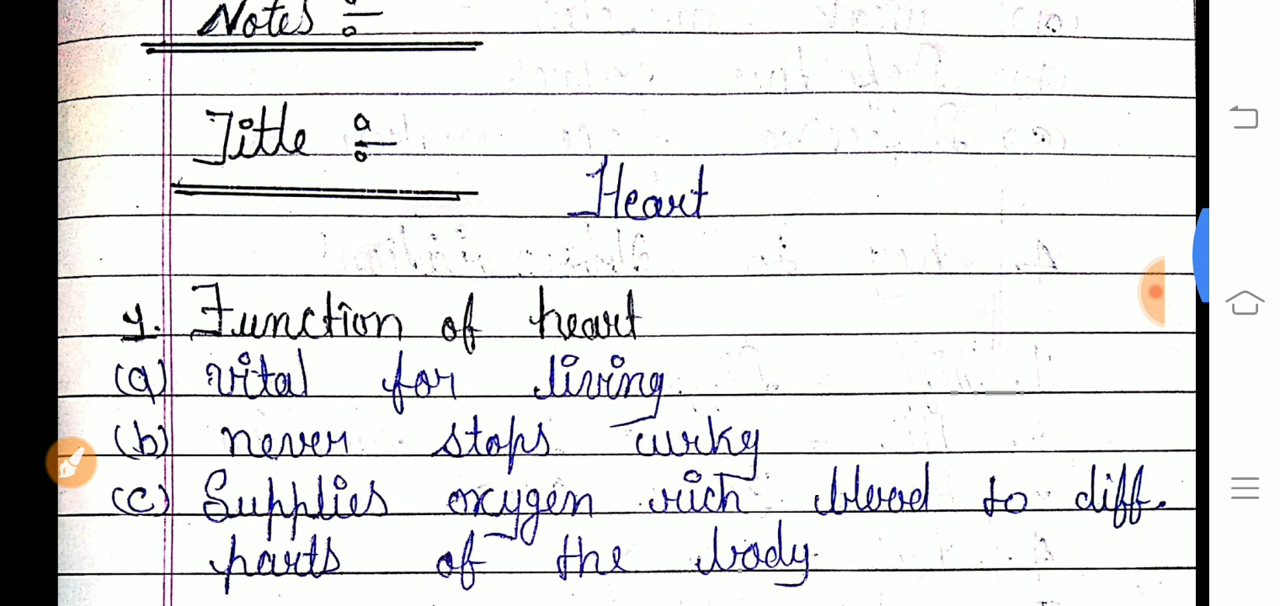 Notes :-
Title :-
Heart
1. Function of heart
(a) vital for living
(b) never stops wrkg
(c) Supplies oxygen rich blood to diff.
parts of the body.